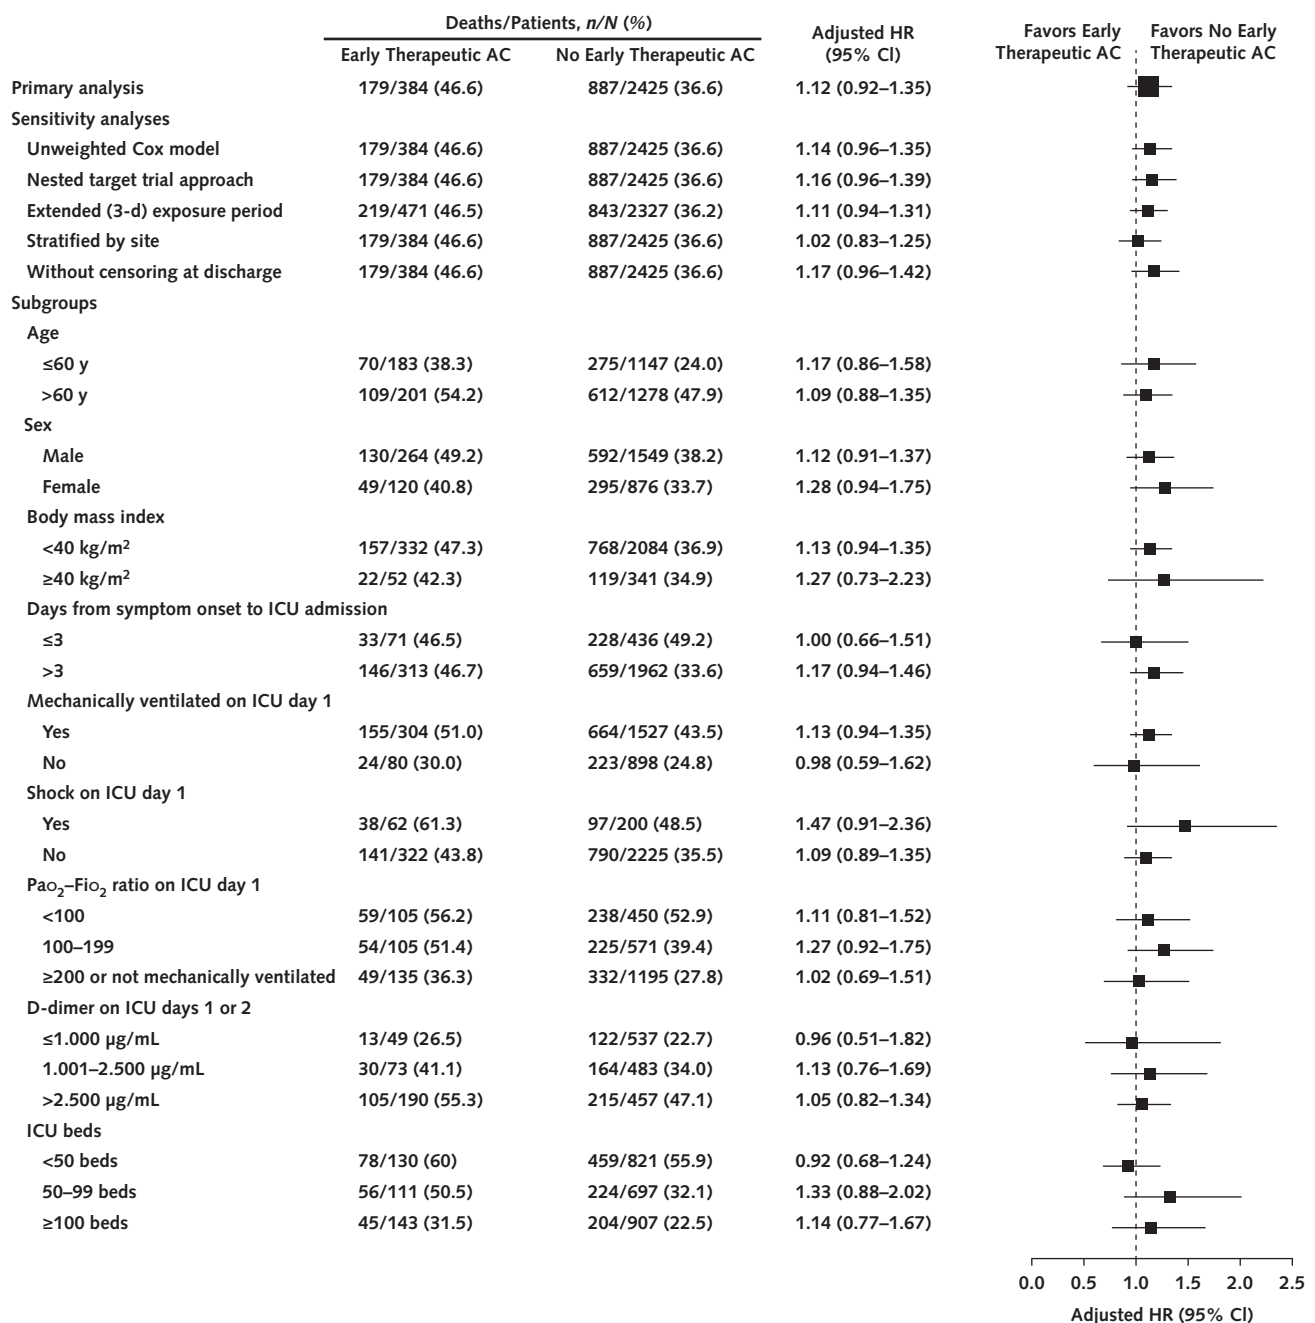 Deaths/Patients, n/N (%)
Early Therapeutic AC No Early Therapeutic AC Adjusted HR (95% CI) Favors Early Therapeutic AC Favors No Early Therapeutic AC
Primary analysis 179/384 (46.6) 887/2425 (36.6) 1.12 (0.92–1.35)
Sensitivity analyses
Unweighted Cox model 179/384 (46.6) 887/2425 (36.6) 1.14 (0.96–1.35)
Nested target trial approach 179/384 (46.6) 887/2425 (36.6) 1.16 (0.96–1.39)
Extended (3-d) exposure period 219/471 (46.5) 843/2327 (36.2) 1.11 (0.94–1.31)
Stratified by site 179/384 (46.6) 887/2425 (36.6) 1.02 (0.83–1.25)
Without censoring at discharge 179/384 (46.6) 887/2425 (36.6) 1.17 (0.96–1.42)
Subgroups
Age
≤60 y 70/183 (38.3) 275/1147 (24.0) 1.17 (0.86–1.58)
>60 y 109/201 (54.2) 612/1278 (47.9) 1.09 (0.88–1.35)
Sex
Male 130/264 (49.2) 592/1549 (38.2) 1.12 (0.91–1.37)
Female 49/120 (40.8) 295/876 (33.7) 1.28 (0.94–1.75)
Body mass index
<40 kg/m² 157/332 (47.3) 768/2084 (36.9) 1.13 (0.94–1.35)
≥40 kg/m² 22/52 (42.3) 119/341 (34.9) 1.27 (0.73–2.23)
Days from symptom onset to ICU admission
≤3 33/71 (46.5) 228/436 (49.2) 1.00 (0.66–1.51)
>3 146/313 (46.7) 659/1962 (33.6) 1.17 (0.94–1.46)
Mechanically ventilated on ICU day 1
Yes 155/304 (51.0) 664/1527 (43.5) 1.13 (0.94–1.35)
No 24/80 (30.0) 223/898 (24.8) 0.98 (0.59–1.62)
Shock on ICU day 1
Yes 38/62 (61.3) 97/200 (48.5) 1.47 (0.91–2.36)
No 141/322 (43.8) 790/2225 (35.5) 1.09 (0.89–1.35)
Pao₂–Fio₂ ratio on ICU day 1
<100 59/105 (56.2) 238/450 (52.9) 1.11 (0.81–1.52)
100–199 54/105 (51.4) 225/571 (39.4) 1.27 (0.92–1.75)
≥200 or not mechanically ventilated 49/135 (36.3) 332/1195 (27.8) 1.02 (0.69–1.51)
D-dimer on ICU days 1 or 2
≤1.000 µg/mL 13/49 (26.5) 122/537 (22.7) 0.96 (0.51–1.82)
1.001–2.500 µg/mL 30/73 (41.1) 164/483 (34.0) 1.13 (0.76–1.69)
>2.500 µg/mL 105/190 (55.3) 215/457 (47.1) 1.05 (0.82–1.34)
ICU beds
<50 beds 78/130 (60) 459/821 (55.9) 0.92 (0.68–1.24)
50–99 beds 56/111 (50.5) 224/697 (32.1) 1.33 (0.88–2.02)
≥100 beds 45/143 (31.5) 204/907 (22.5) 1.14 (0.77–1.67)
0.0 0.5 1.0 1.5 2.0 2.5
Adjusted HR (95% CI)